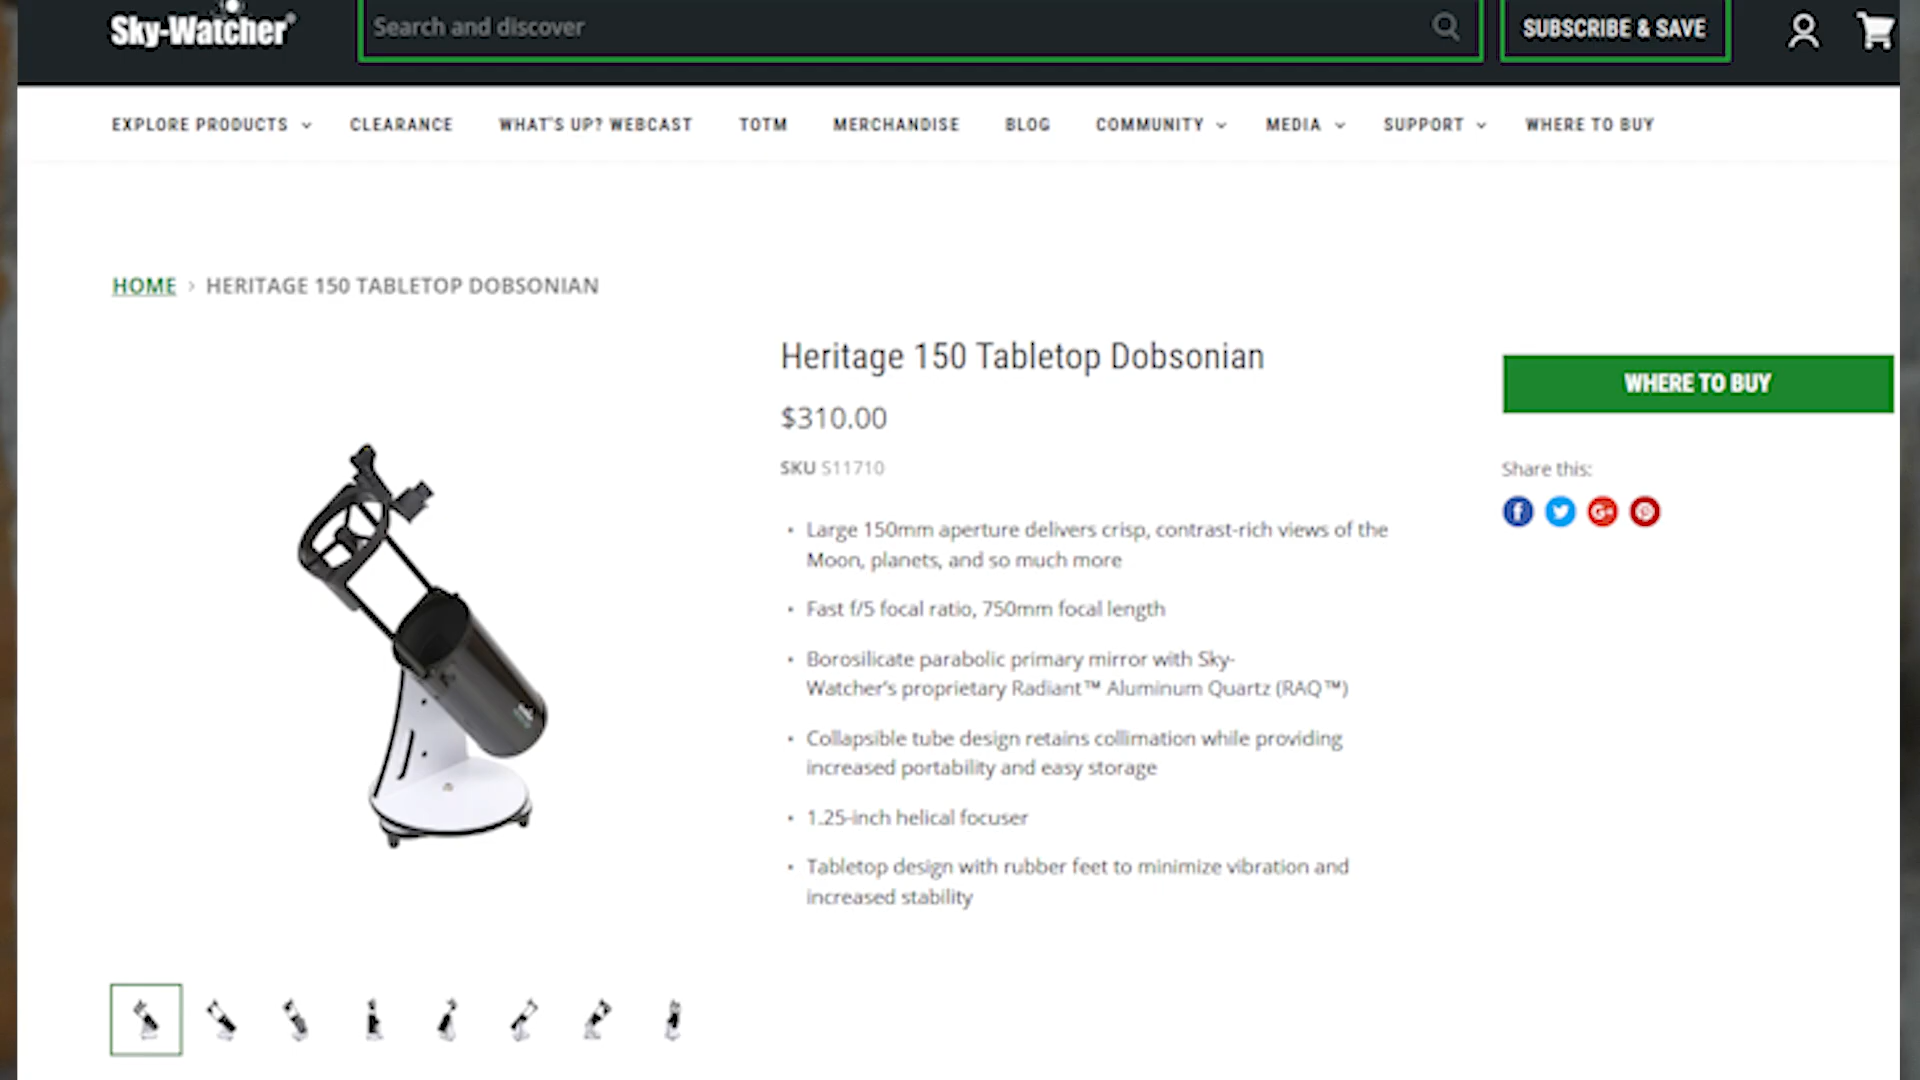 Sky-Watcher®
Search and discover
SUBSCRIBE & SAVE
EXPLORE PRODUCTS
CLEARANCE
WHAT'S UP? WEBCAST
TOTM
MERCHANDISE
BLOG
COMMUNITY
MEDIA
SUPPORT
WHERE TO BUY
HOME › HERITAGE 150 TABLETOP DOBSONIAN
Heritage 150 Tabletop Dobsonian
$310.00
SKU S11710
• Large 150mm aperture delivers crisp, contrast-rich views of the
Moon, planets, and so much more
• Fast f/5 focal ratio, 750mm focal length
• Borosilicate parabolic primary mirror with Sky-
Watcher's proprietary Radiant™ Aluminum Quartz (RAQ™)
• Collapsible tube design retains collimation while providing
increased portability and easy storage
• 1.25-inch helical focuser
• Tabletop design with rubber feet to minimize vibration and
increased stability
WHERE TO BUY
Share this: